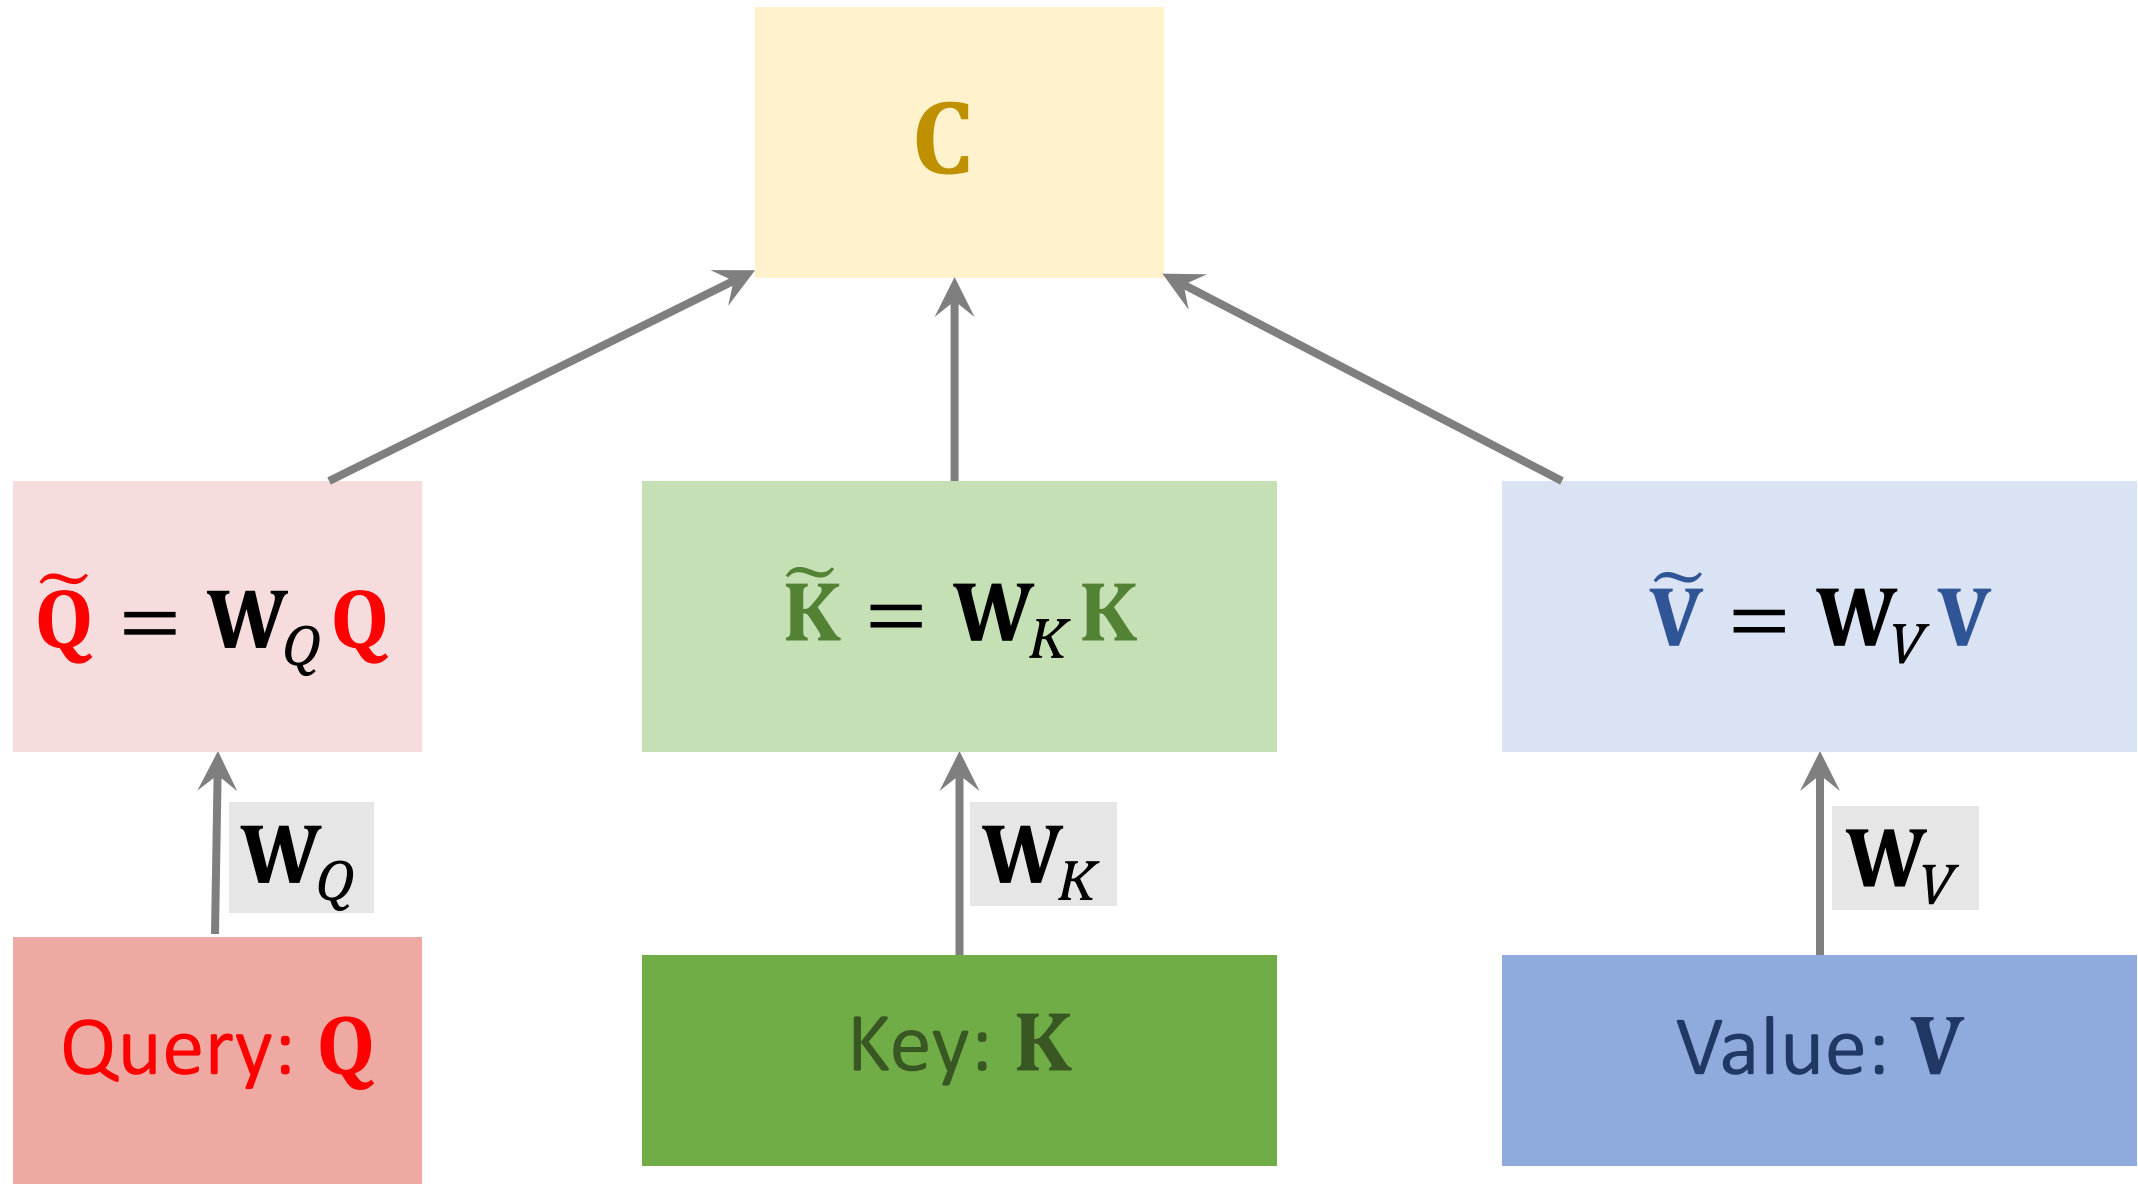 C
Q̃ = W_Q Q
K̃ = W_K K
Ṽ = W_V V
W_Q
W_K
W_V
Query: Q
Key: K
Value: V